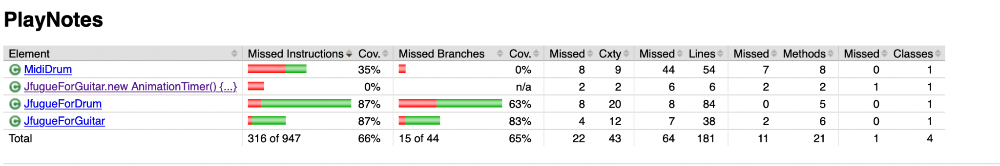 PlayNotes
Element Missed Instructions Cov. Missed Branches Cov. Missed Cxty Missed Lines Missed Methods Missed Classes
C MidiDrum 35% 0% 8 9 44 54 7 8 0 1
C JfugueForGuitar.new AnimationTimer() {...} 0% n/a 2 2 6 6 2 2 1 1
C JfugueForDrum 87% 63% 8 20 8 84 0 5 0 1
C JfugueForGuitar 87% 83% 4 12 7 38 2 6 0 1
Total 316 of 947 66% 15 of 44 65% 22 43 64 181 11 21 1 4